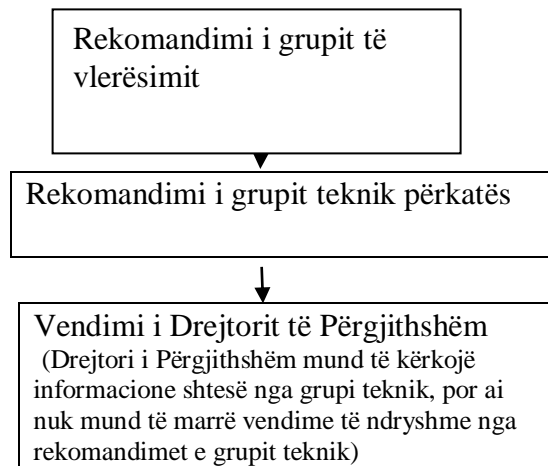 Rekomandimi i grupit të
vlerësimit
Rekomandimi i grupit teknik përkatës
Vendimi i Drejtorit të Përgjithshëm
(Drejtori i Përgjithshëm mund të kërkojë
informacione shtesë nga grupi teknik, por ai
nuk mund të marrë vendime të ndryshme nga
rekomandimet e grupit teknik)